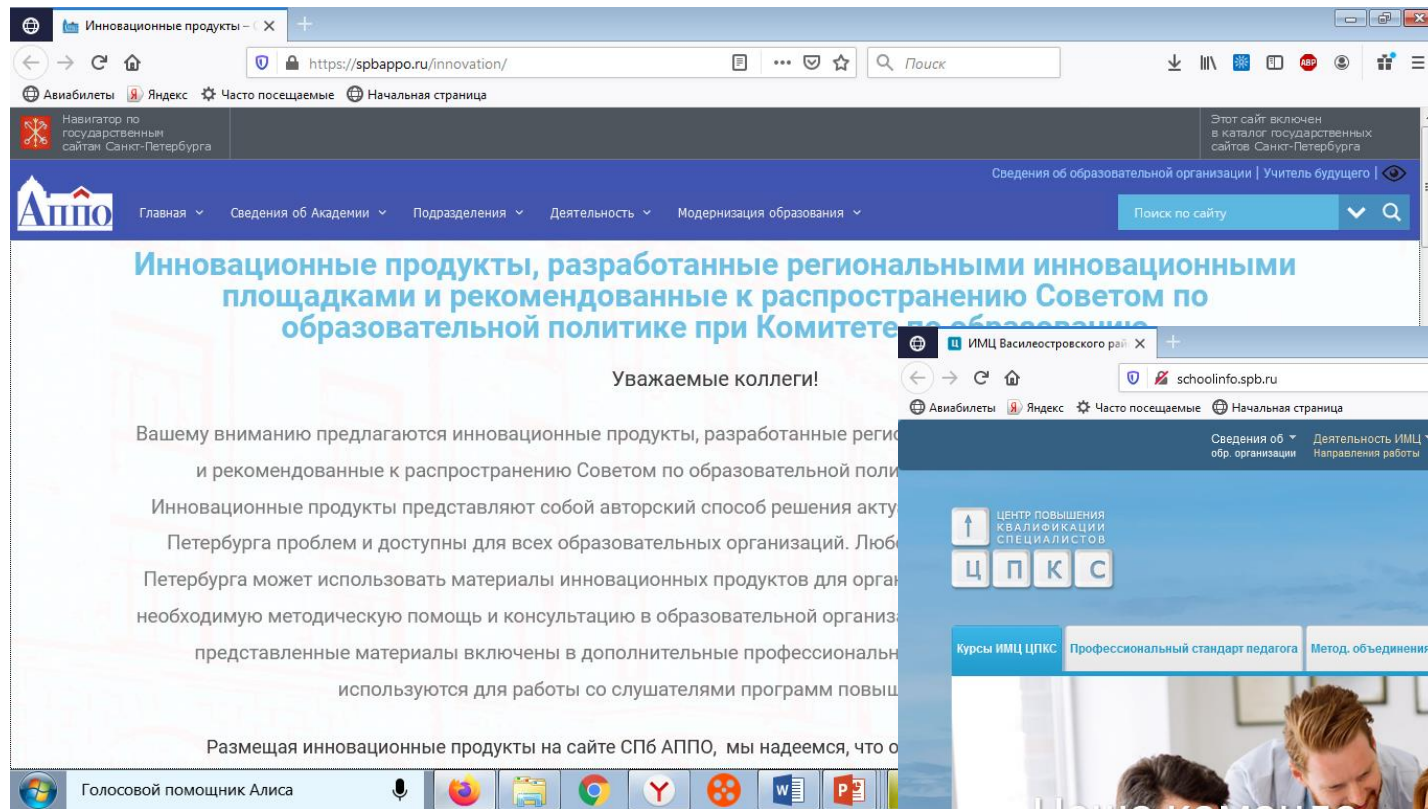 Инновационные продукты – С
https://spbappo.ru/innovation/
Поиск
ABP
Авиабилеты Яндекс Часто посещаемые Начальная страница
Навигатор по
государственным
сайтам Санкт-Петербурга
Этот сайт включен
в каталог государственных
сайтов Санкт-Петербурга
Сведения об образовательной организации | Учитель будущего |
АППО
Главная Сведения об Академии Подразделения Деятельность Модернизация образования
Поиск по сайту
Инновационные продукты, разработанные региональными инновационными
площадками и рекомендованные к распространению Советом по
образовательной политике при Комитете по образованию
Уважаемые коллеги!
Вашему вниманию предлагаются инновационные продукты, разработанные реги
и рекомендованные к распространению Советом по образовательной поли
Инновационные продукты представляют собой авторский способ решения акту
Петербурга проблем и доступны для всех образовательных организаций. Люб
Петербурга может использовать материалы инновационных продуктов для орган
необходимую методическую помощь и консультацию в образовательной организ
представленные материалы включены в дополнительные профессиональн
используются для работы со слушателями программ повыш
Размещая инновационные продукты на сайте СПб АППО, мы надеемся, что о
Голосовой помощник Алиса
ИМЦ Василеостровского рай
schoolinfo.spb.ru
Авиабилеты Яндекс Часто посещаемые Начальная страница
Сведения об
обр. организации
Деятельность ИМЦ
Направления работы
ЦЕНТР ПОВЫШЕНИЯ
КВАЛИФИКАЦИИ
СПЕЦИАЛИСТОВ
ЦПКС
Курсы ИМЦ ЦПКС Профессиональный стандарт педагога Метод. объединения